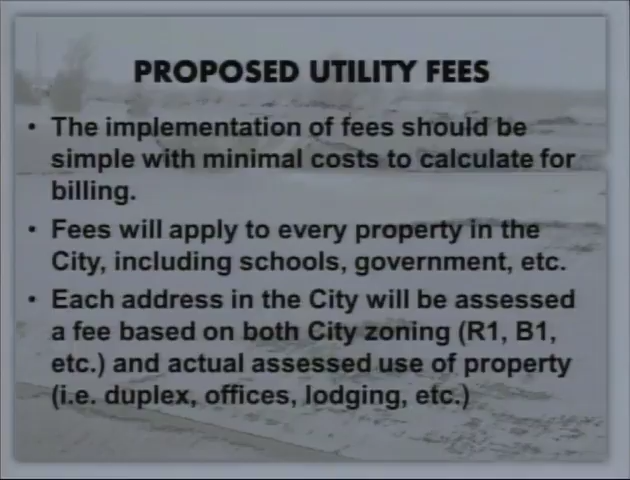 PROPOSED UTILITY FEES
• The implementation of fees should be
simple with minimal costs to calculate for
billing.
• Fees will apply to every property in the
City, including schools, government, etc.
• Each address in the City will be assessed
a fee based on both City zoning (R1, B1,
etc.) and actual assessed use of property
(i.e. duplex, offices, lodging, etc.)